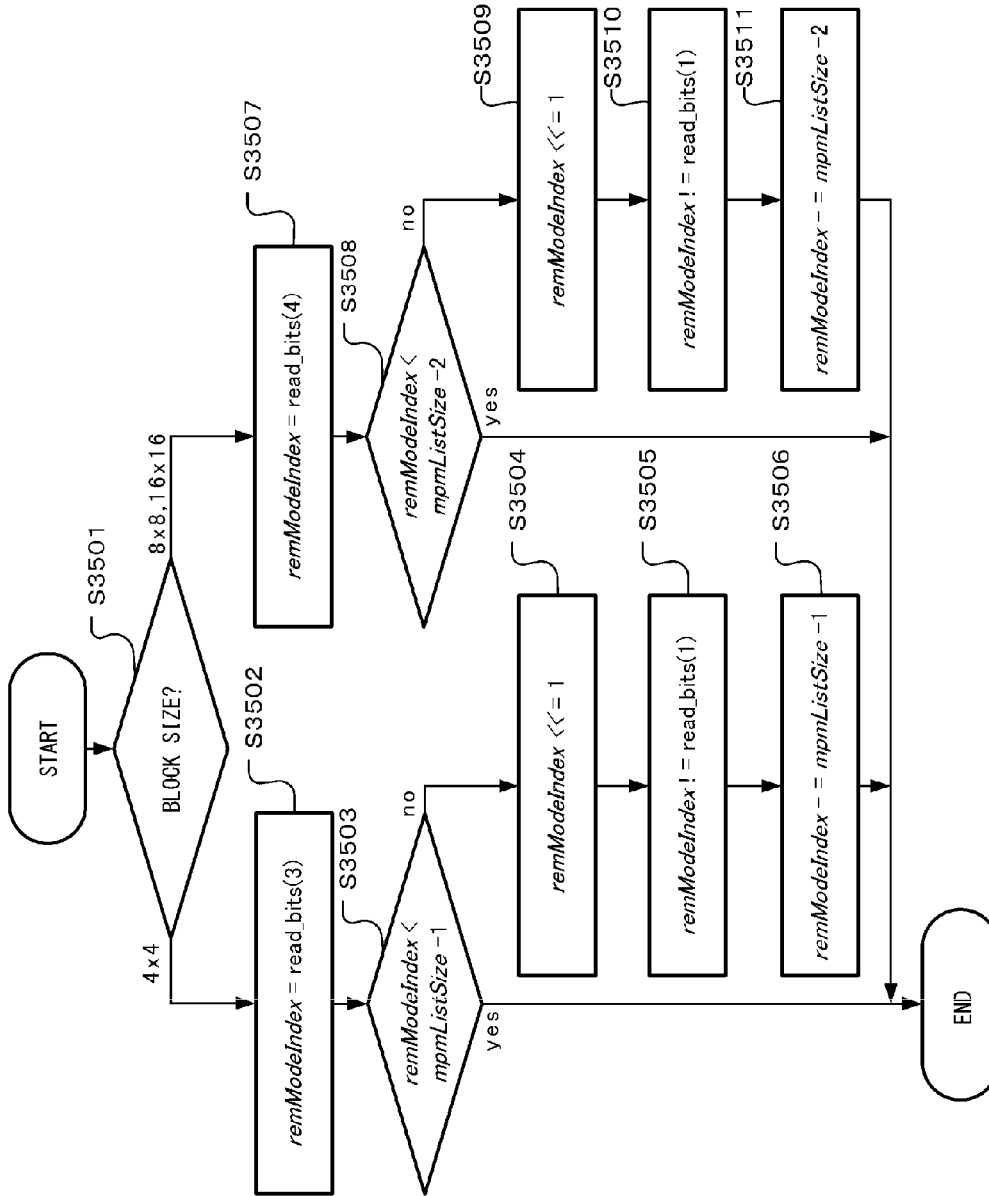 START
S3501
BLOCK SIZE?
4x4
8x8,16x16
S3502
remModeIndex = read_bits(3)
S3503
remModeIndex <
mpmListSize -1
no
yes
S3504
remModeIndex <<= 1
S3505
remModeIndex != read_bits(1)
S3506
remModeIndex -= mpmListSize -1
S3507
remModeIndex = read_bits(4)
S3508
remModeIndex <
mpmListSize -2
no
yes
S3509
remModeIndex <<= 1
S3510
remModeIndex != read_bits(1)
S3511
remModeIndex -= mpmListSize -2
END